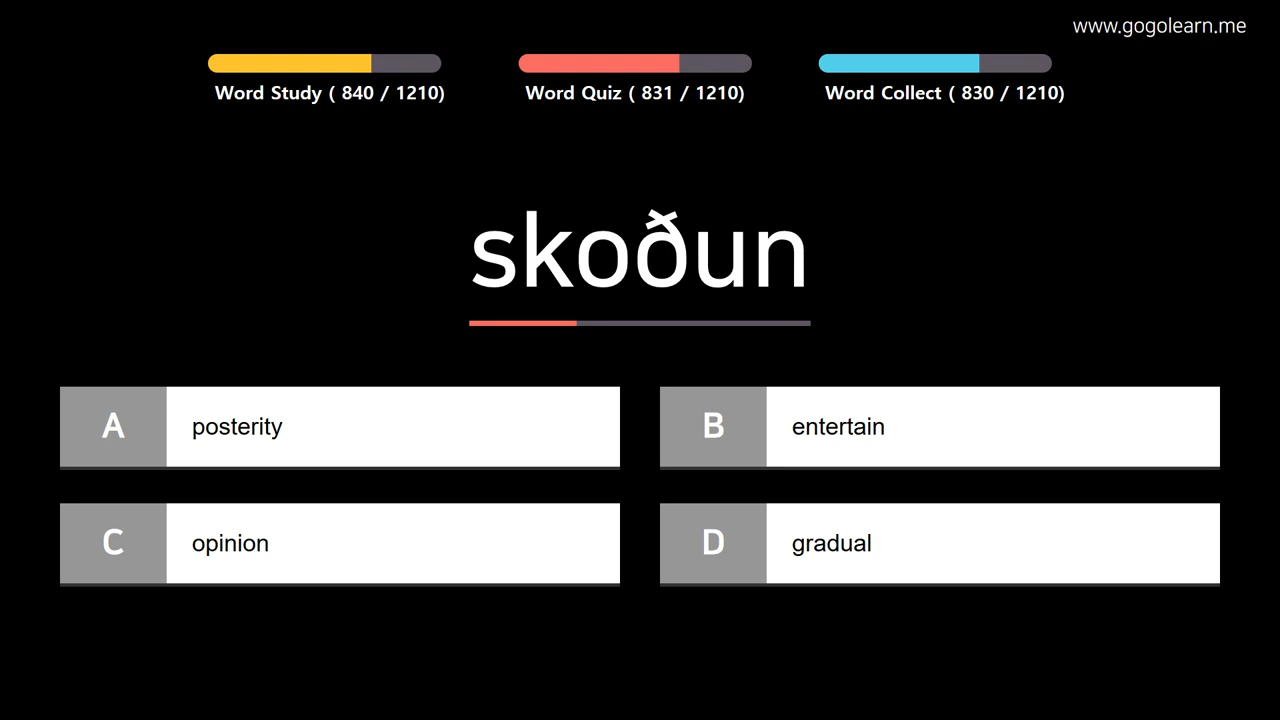 www.gogolearn.me
Word Study ( 840 / 1210)
Word Quiz ( 831 / 1210)
Word Collect ( 830 / 1210)
skoðun
A posterity
B entertain
C opinion
D gradual